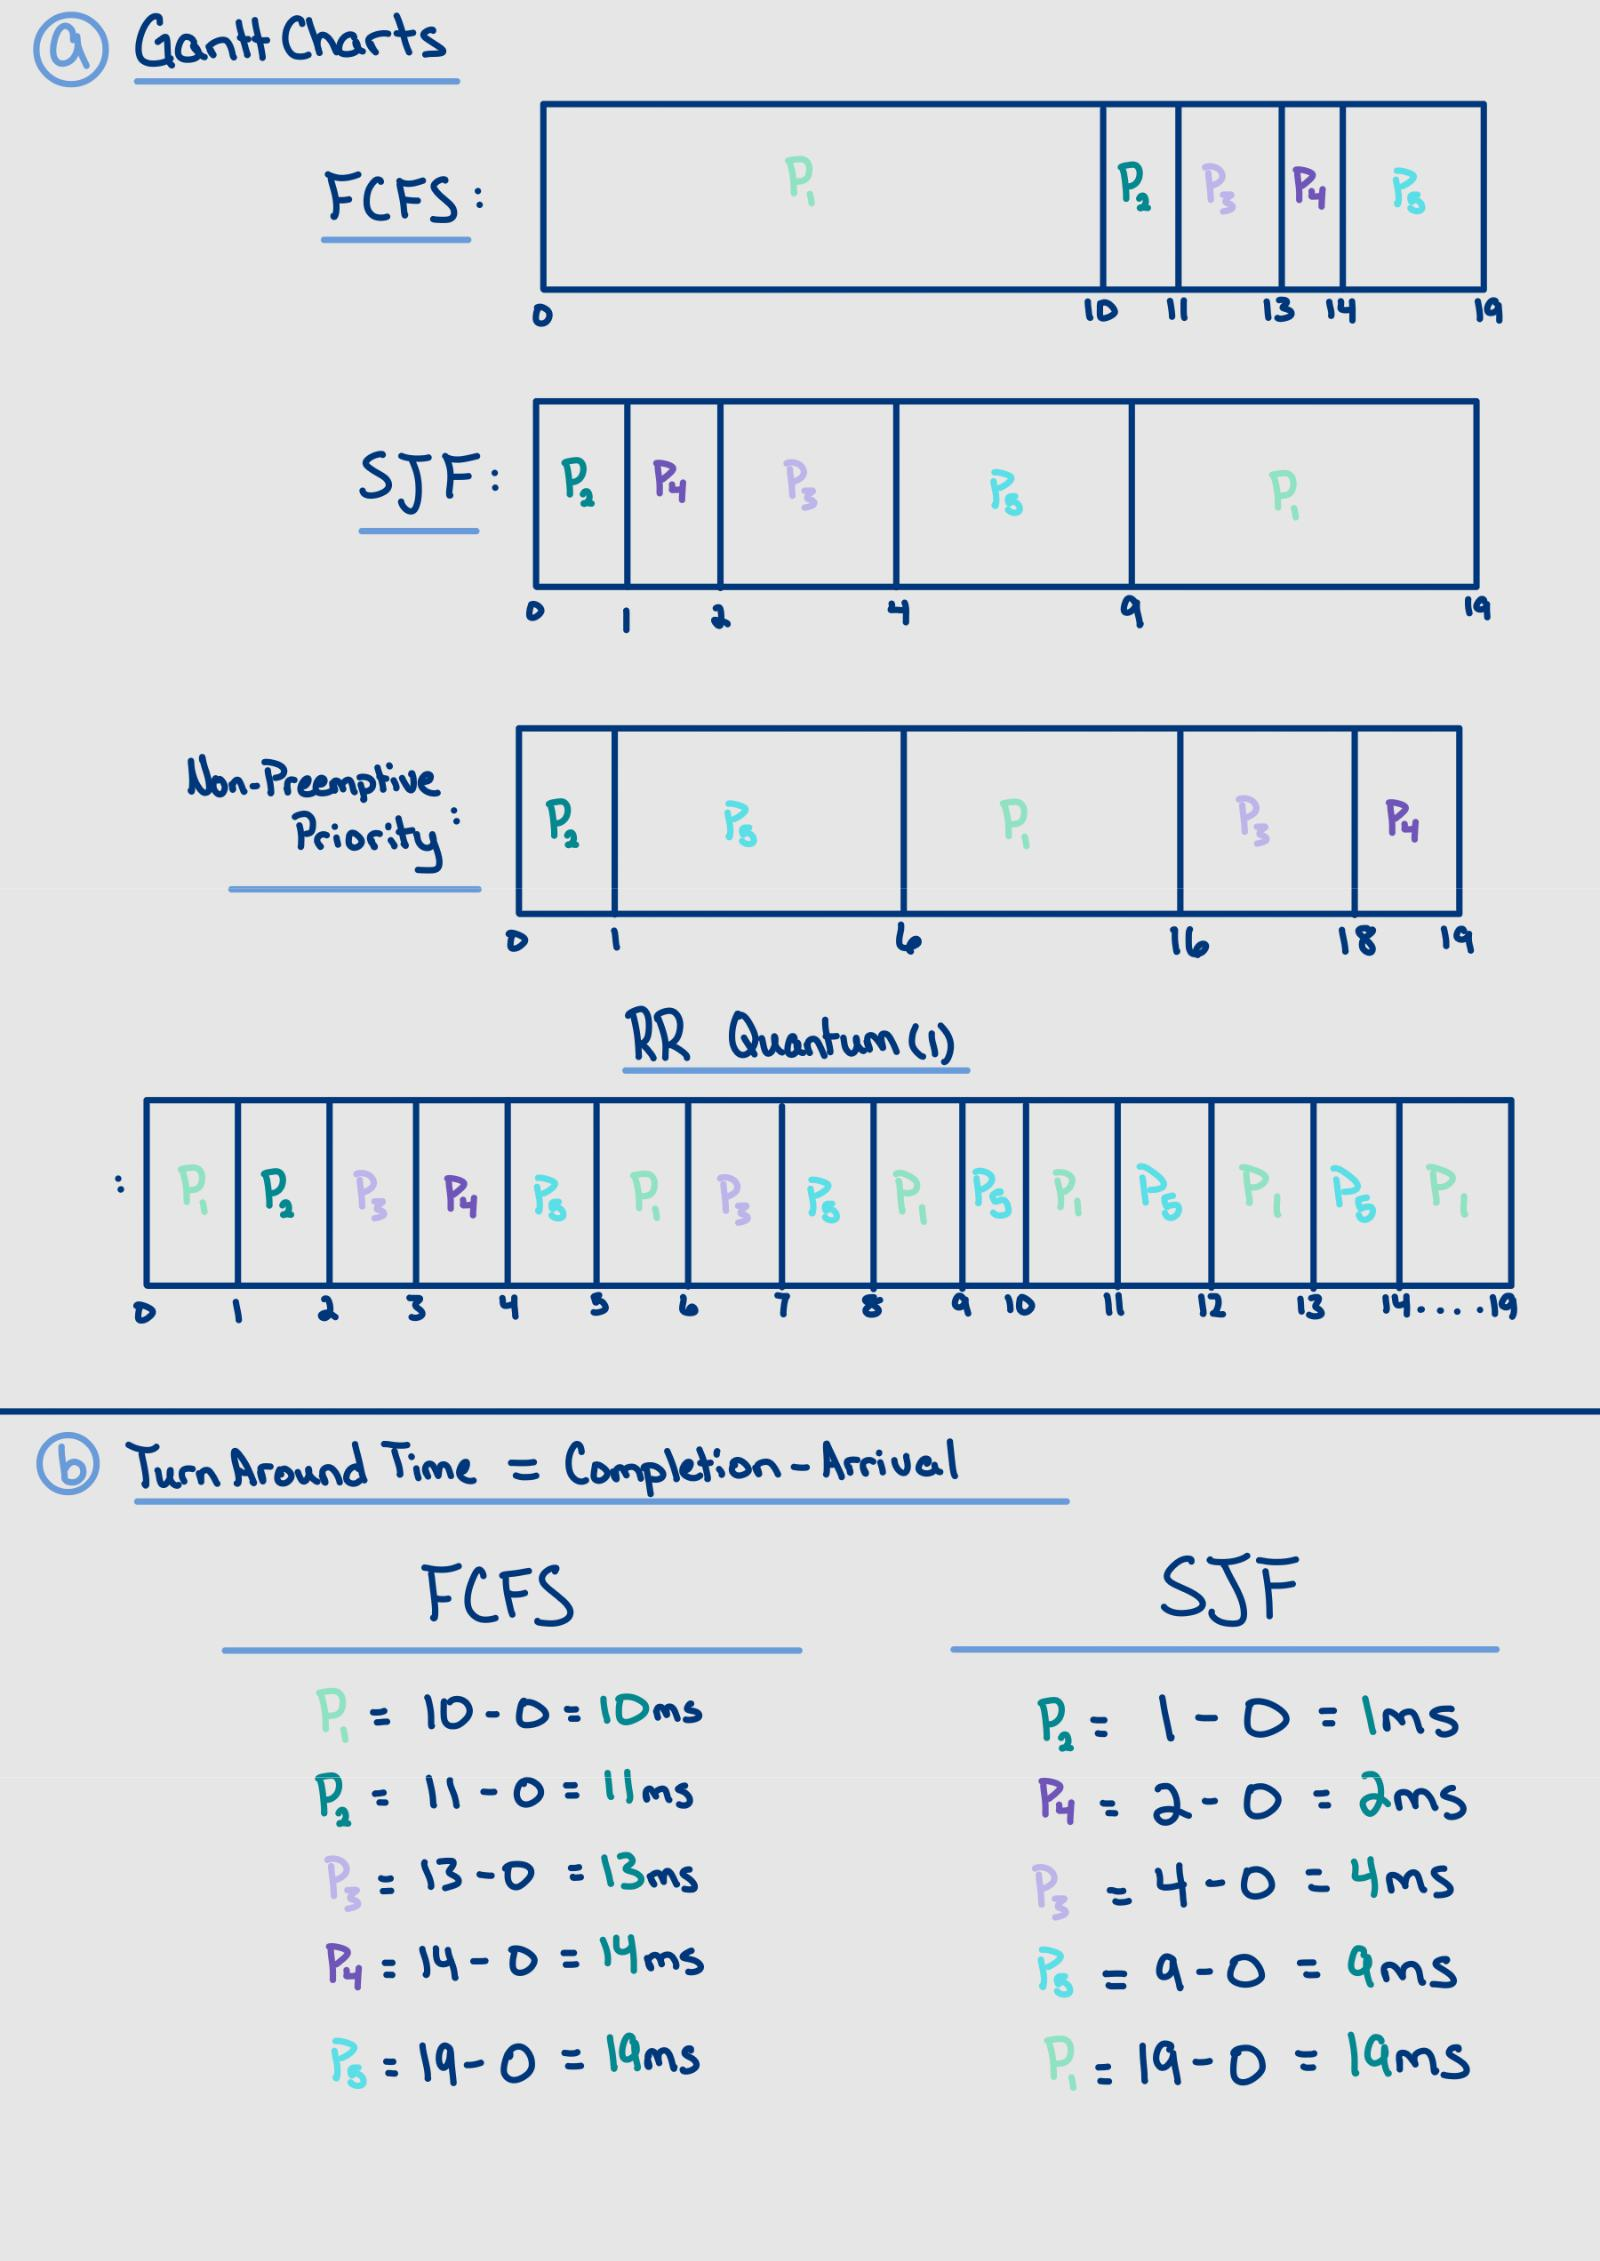 a Gantt Charts
FCFS:
P1 P2 P3 P4 P5
0 10 11 13 14 19
SJF:
P2 P4 P3 P5 P1
0 1 2 4 9 19
Non-Preemptive
Priority:
P2 P5 P1 P3 P4
0 1 6 16 18 19
RR Quantum (1)
: P1 P2 P3 P4 P5 P1 P3 P5 P1 P5 P1 P5 P1 P5 P1
0 1 2 3 4 5 6 7 8 9 10 11 12 13 14....19
b Turn Around Time = Completion-Arrival
FCFS
P1 = 10-0 = 10ms
P2 = 11-0 = 11ms
P3 = 13-0 = 13ms
P4 = 14-0 = 14ms
P5 = 19-0 = 19ms
SJF
P2 = 1-0 = 1ms
P4 = 2-0 = 2ms
P3 = 4-0 = 4ms
P5 = 9-0 = 9ms
P1 = 19-0 = 19ms